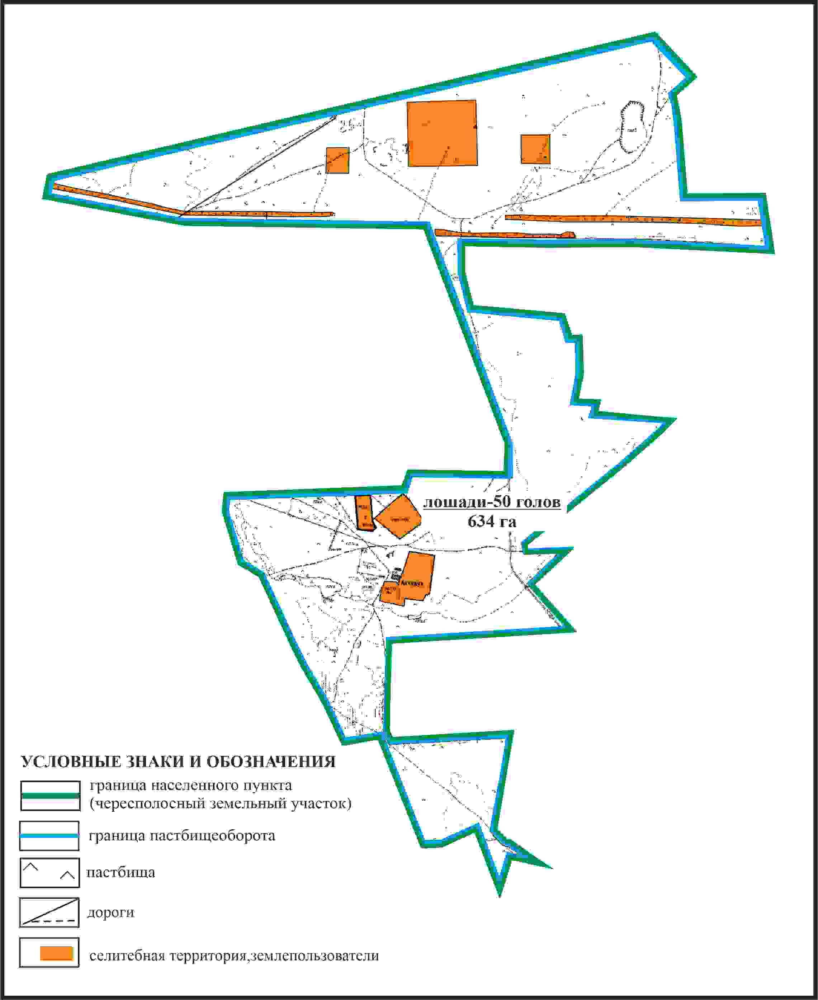 лошади-50 голов
634 га
УСЛОВНЫЕ ЗНАКИ И ОБОЗНАЧЕНИЯ
граница населенного пункта
(чересполосный земельный участок)
граница пастбищеоборота
пастбища
дороги
селитебная территория,землепользователи